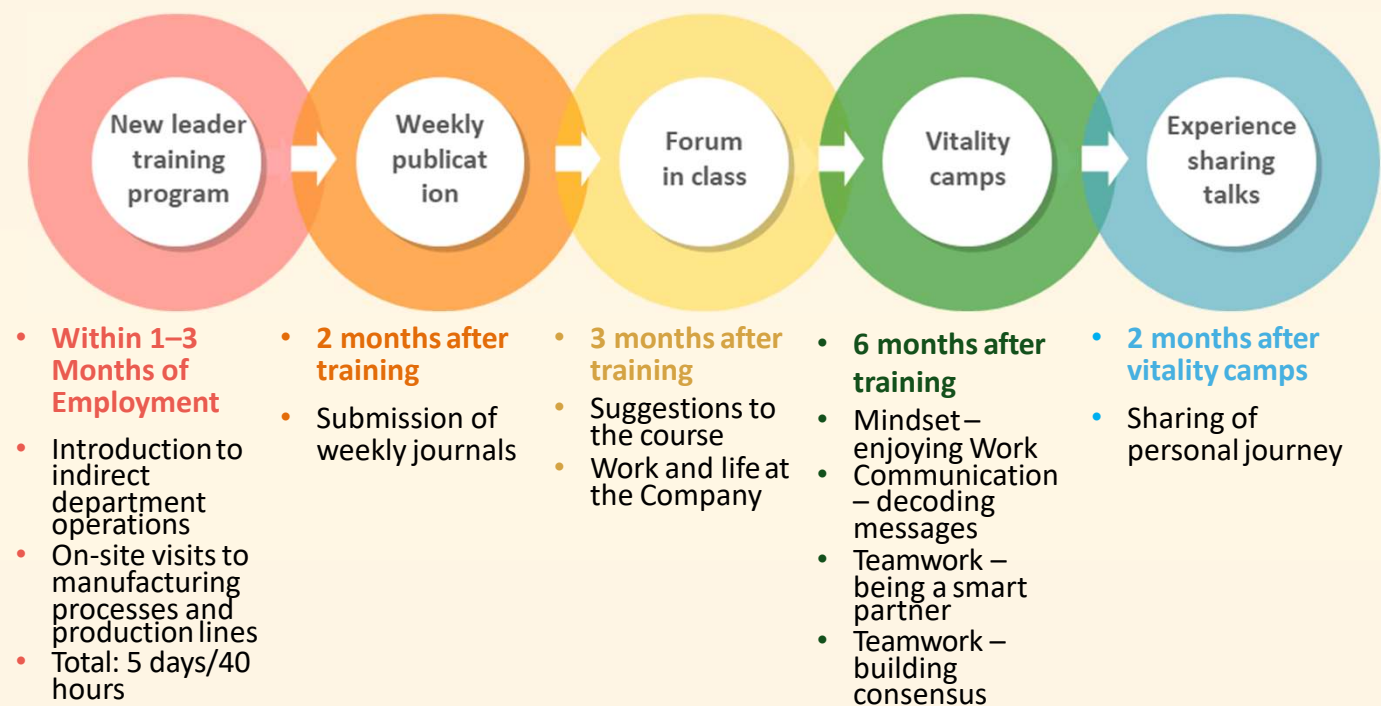 New leader
training
program
Weekly
publicat
ion
Forum
in class
Vitality
camps
Experience
sharing
talks
• Within 1–3
Months of
Employment
• Introduction to
indirect
department
operations
• On-site visits to
manufacturing
processes and
production lines
• Total: 5 days/40
hours
• 2 months after
training
• Submission of
weekly journals
• 3 months after
training
• Suggestions to
the course
• Work and life at
the Company
• 6 months after
training
• Mindset –
enjoying Work
• Communication
– decoding
messages
• Teamwork –
being a smart
partner
• Teamwork –
building
consensus
• 2 months after
vitality camps
• Sharing of
personal journey